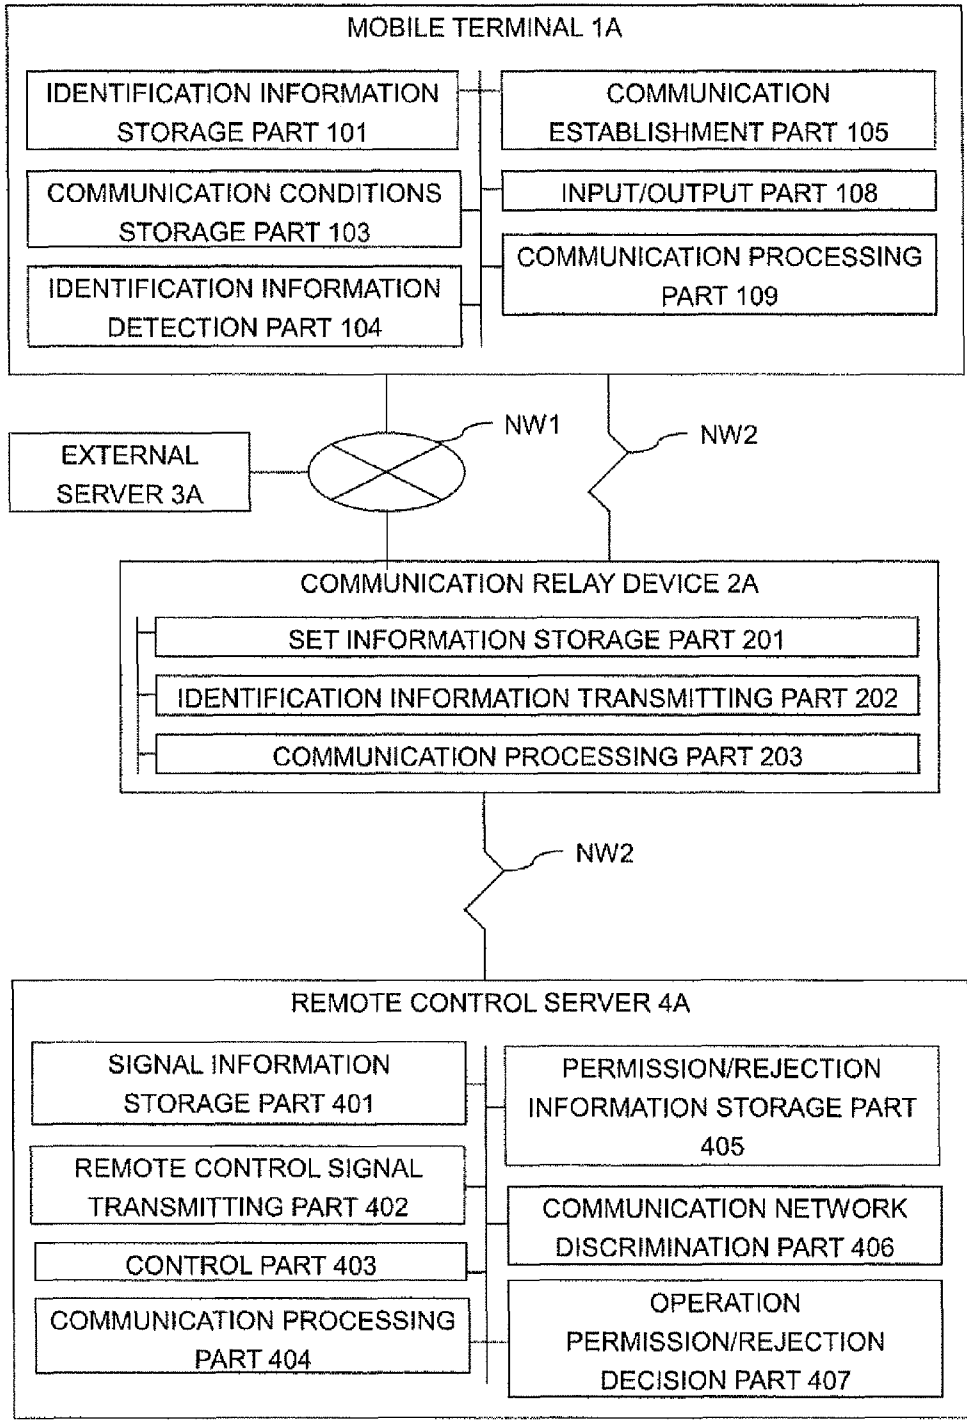 MOBILE TERMINAL 1A
IDENTIFICATION INFORMATION
STORAGE PART 101
COMMUNICATION CONDITIONS
STORAGE PART 103
IDENTIFICATION INFORMATION
DETECTION PART 104
COMMUNICATION
ESTABLISHMENT PART 105
INPUT/OUTPUT PART 108
COMMUNICATION PROCESSING
PART 109
NW1
NW2
EXTERNAL
SERVER 3A
COMMUNICATION RELAY DEVICE 2A
SET INFORMATION STORAGE PART 201
IDENTIFICATION INFORMATION TRANSMITTING PART 202
COMMUNICATION PROCESSING PART 203
NW2
REMOTE CONTROL SERVER 4A
SIGNAL INFORMATION
STORAGE PART 401
REMOTE CONTROL SIGNAL
TRANSMITTING PART 402
CONTROL PART 403
COMMUNICATION PROCESSING
PART 404
PERMISSION/REJECTION
INFORMATION STORAGE PART
405
COMMUNICATION NETWORK
DISCRIMINATION PART 406
OPERATION
PERMISSION/REJECTION
DECISION PART 407